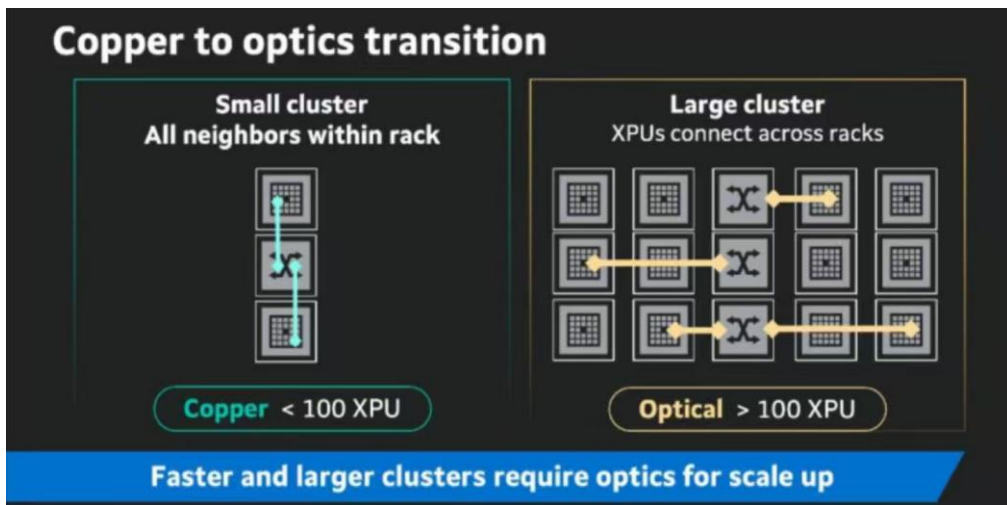 Copper to optics transition
Small cluster
All neighbors within rack
Copper < 100 XPU
Large cluster
XPUs connect across racks
Optical > 100 XPU
Faster and larger clusters require optics for scale up